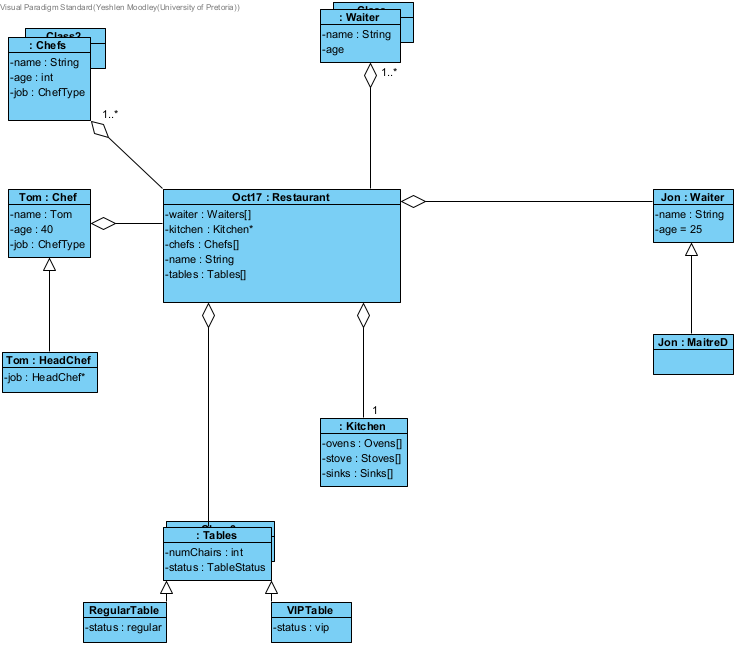 Visual Paradigm Standard(Yeshlen Moodley(University of Pretoria))
Class2
: Chefs
-name : String
-age : int
-job : ChefType
1..*
: Waiter
-name : String
-age
1..*
Tom : Chef
-name : Tom
-age : 40
-job : ChefType
Oct17 : Restaurant
-waiter : Waiters[]
-kitchen : Kitchen*
-chefs : Chefs[]
-name : String
-tables : Tables[]
Jon : Waiter
-name : String
-age = 25
Tom : HeadChef
-job : HeadChef*
Jon : MaitreD
1
: Kitchen
-ovens : Ovens[]
-stove : Stoves[]
-sinks : Sinks[]
: Tables
-numChairs : int
-status : TableStatus
RegularTable
-status : regular
VIPTable
-status : vip